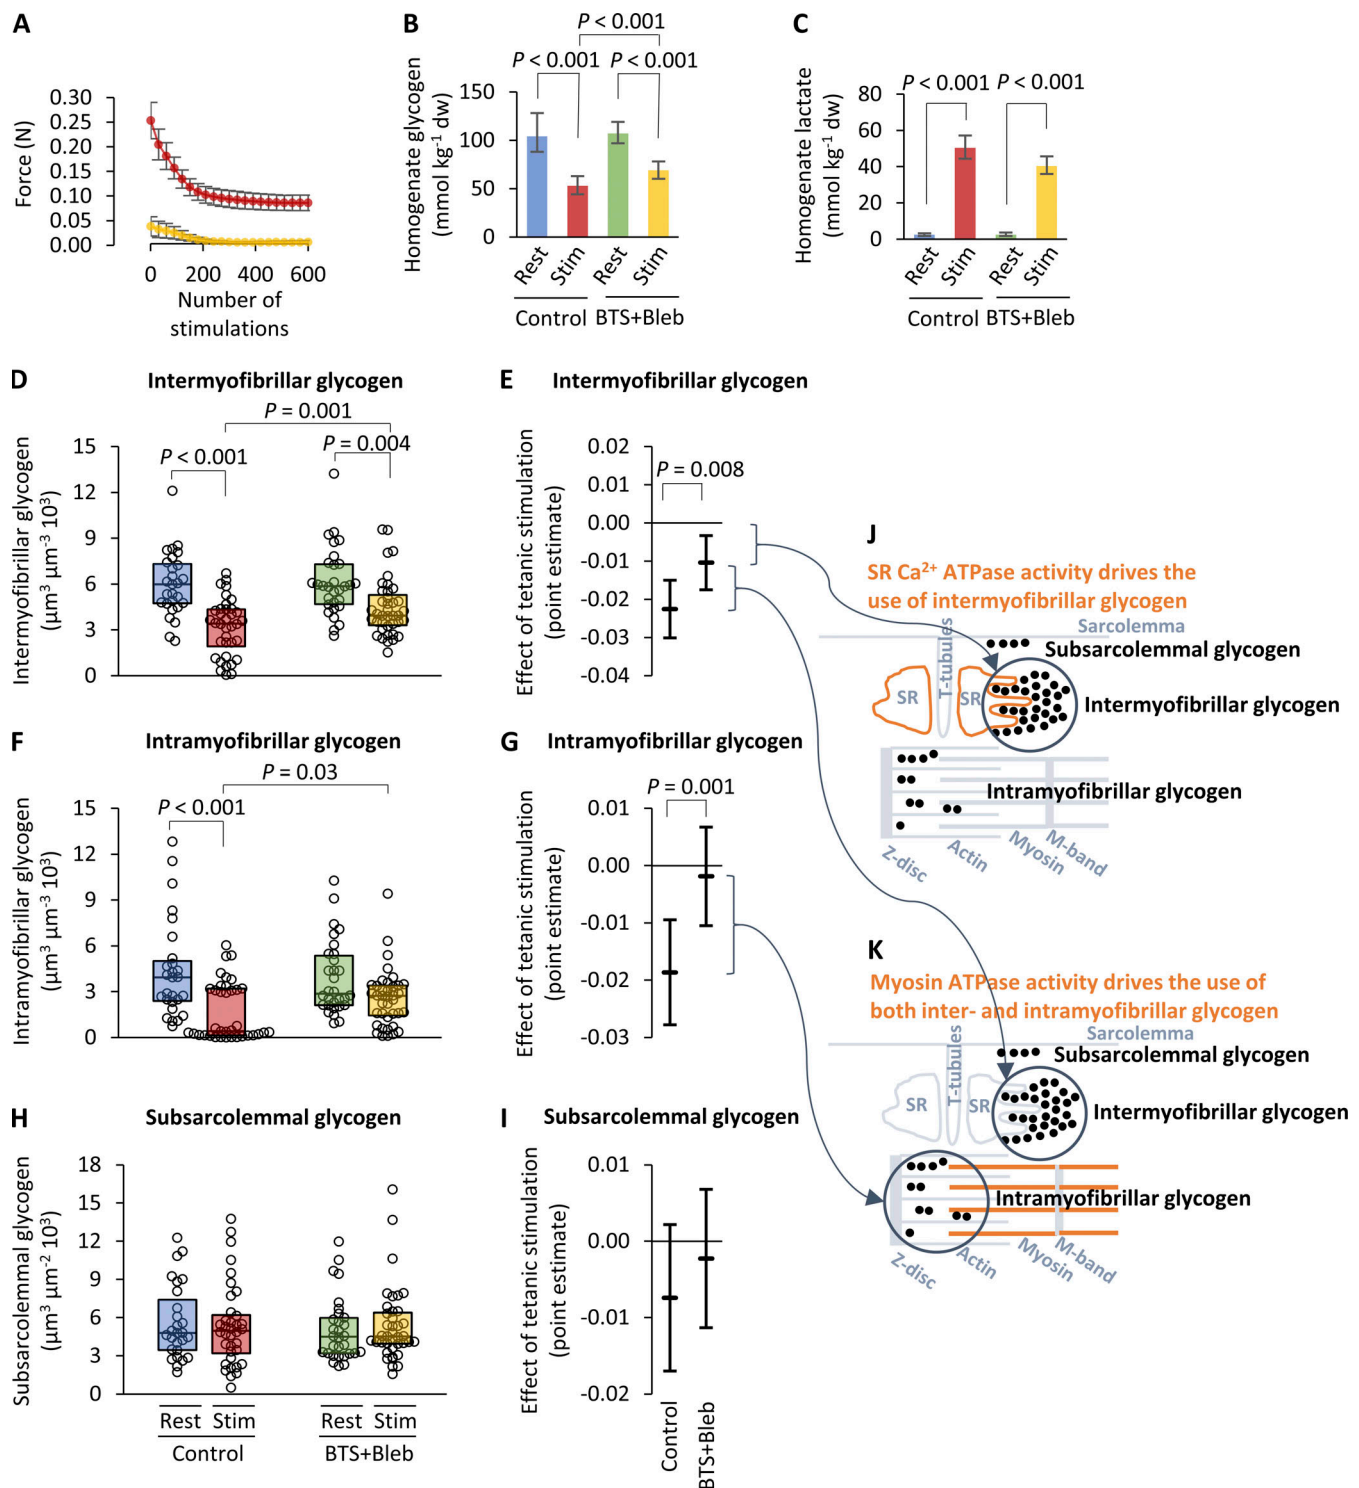 A
Force (N)
0.30
0.25
0.20
0.15
0.10
0.05
0.00
0 200 400 600
Number of
stimulations
B
P < 0.001
P < 0.001
P < 0.001
Homogenate glycogen
(mmol kg⁻¹ dw)
150
100
50
0
Rest
Stim
Rest
Stim
Control
BTS+Bleb
C
P < 0.001
P < 0.001
Homogenate lactate
(mmol kg⁻¹ dw)
80
60
40
20
0
Rest
Stim
Rest
Stim
Control
BTS+Bleb
D
Intermyofibrillar glycogen
P = 0.001
P < 0.001
P = 0.004
Intermyofibrillar glycogen
(µm³ µm⁻³ 10³)
15
12
9
6
3
0
E
Intermyofibrillar glycogen
Effect of tetanic stimulation
(point estimate)
0.02
0.01
0.00
-0.01
-0.02
-0.03
-0.04
P = 0.008
F
Intramyofibrillar glycogen
P = 0.03
P < 0.001
Intramyofibrillar glycogen
(µm³ µm⁻³ 10³)
15
12
9
6
3
0
G
Intramyofibrillar glycogen
P = 0.001
Effect of tetanic stimulation
(point estimate)
0.01
0.00
-0.01
-0.02
-0.03
H
Subsarcolemmal glycogen
Subsarcolemmal glycogen
(µm³ µm⁻² 10³)
18
15
12
9
6
3
0
Rest
Stim
Rest
Stim
Control
BTS+Bleb
I
Subsarcolemmal glycogen
Effect of tetanic stimulation
(point estimate)
0.01
0.00
-0.01
-0.02
Control
BTS+Bleb
J
SR Ca²⁺ ATPase activity drives the
use of intermyofibrillar glycogen
Sarcolemma
T-tubules
Subsarcolemmal glycogen
SR
SR
Intermyofibrillar glycogen
Intramyofibrillar glycogen
Z-disc
Actin
Myosin
M-band
K
Myosin ATPase activity drives the use of
both inter- and intramyofibrillar glycogen
Sarcolemma
T-tubules
Subsarcolemmal glycogen
SR
SR
Intermyofibrillar glycogen
Intramyofibrillar glycogen
Z-disc
Actin
Myosin
M-band